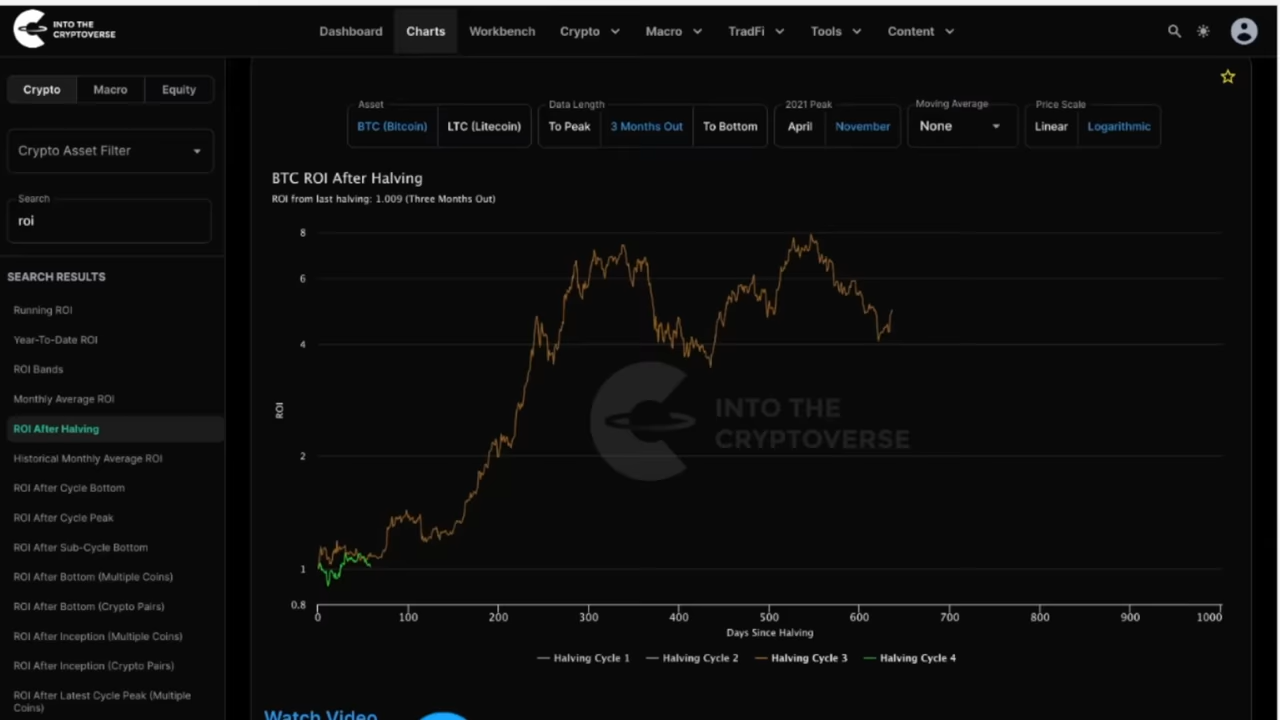 INTO THE
CRYPTOVERSE
Dashboard Charts Workbench Crypto Macro TradFi Tools Content
Crypto Macro Equity
Crypto Asset Filter
Search
roi
SEARCH RESULTS
Running ROI
Year-To-Date ROI
ROI Bands
Monthly Average ROI
ROI After Halving
Historical Monthly Average ROI
ROI After Cycle Bottom
ROI After Cycle Peak
ROI After Sub-Cycle Bottom
ROI After Bottom (Multiple Coins)
ROI After Bottom (Crypto Pairs)
ROI After Inception (Multiple Coins)
ROI After Inception (Crypto Pairs)
ROI After Latest Cycle Peak (Multiple
Coins)
Asset Data Length 2021 Peak Moving Average Price Scale
BTC (Bitcoin) LTC (Litecoin) To Peak 3 Months Out To Bottom April November None Linear Logarithmic
BTC ROI After Halving
ROI from last halving: 1.009 (Three Months Out)
8
6
4
2
1
0.8
ROI
INTO THE
CRYPTOVERSE
0 100 200 300 400 500 600 700 800 900 1000
Days Since Halving
Halving Cycle 1 Halving Cycle 2 Halving Cycle 3 Halving Cycle 4
Watch Video